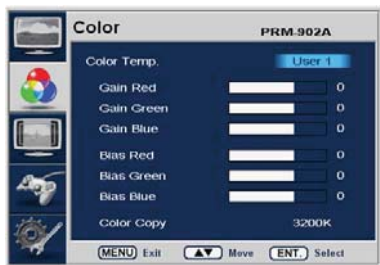 Color PRM-902A
Color Temp. User 1
Gain Red 0
Gain Green 0
Gain Blue 0
Bias Red 0
Bias Green 0
Bias Blue 0
Color Copy 3200K
MENU Exit ▲▼ Move ENT. Select